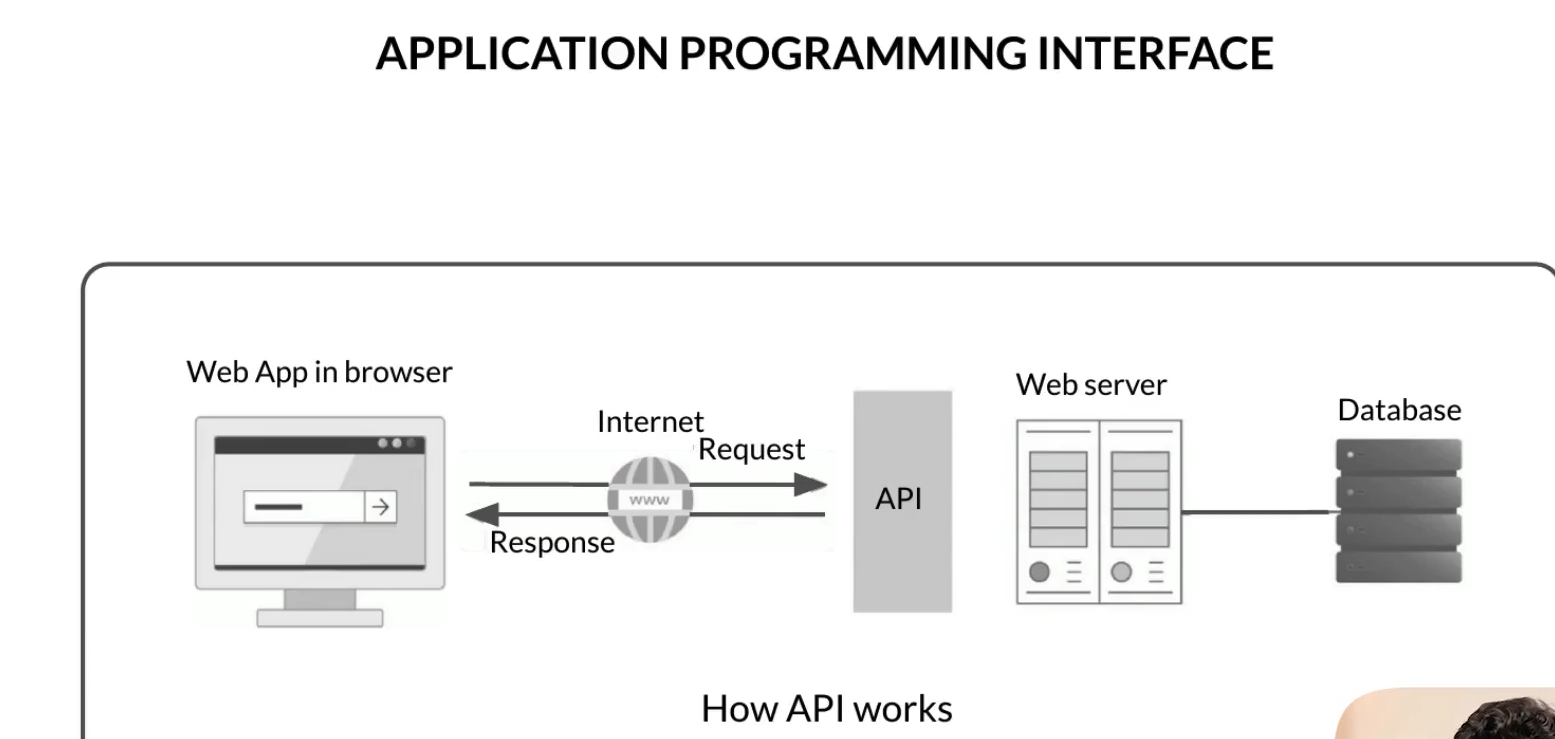 APPLICATION PROGRAMMING INTERFACE
Web App in browser
Internet
Request
www
Response
API
Web server
Database
How API works